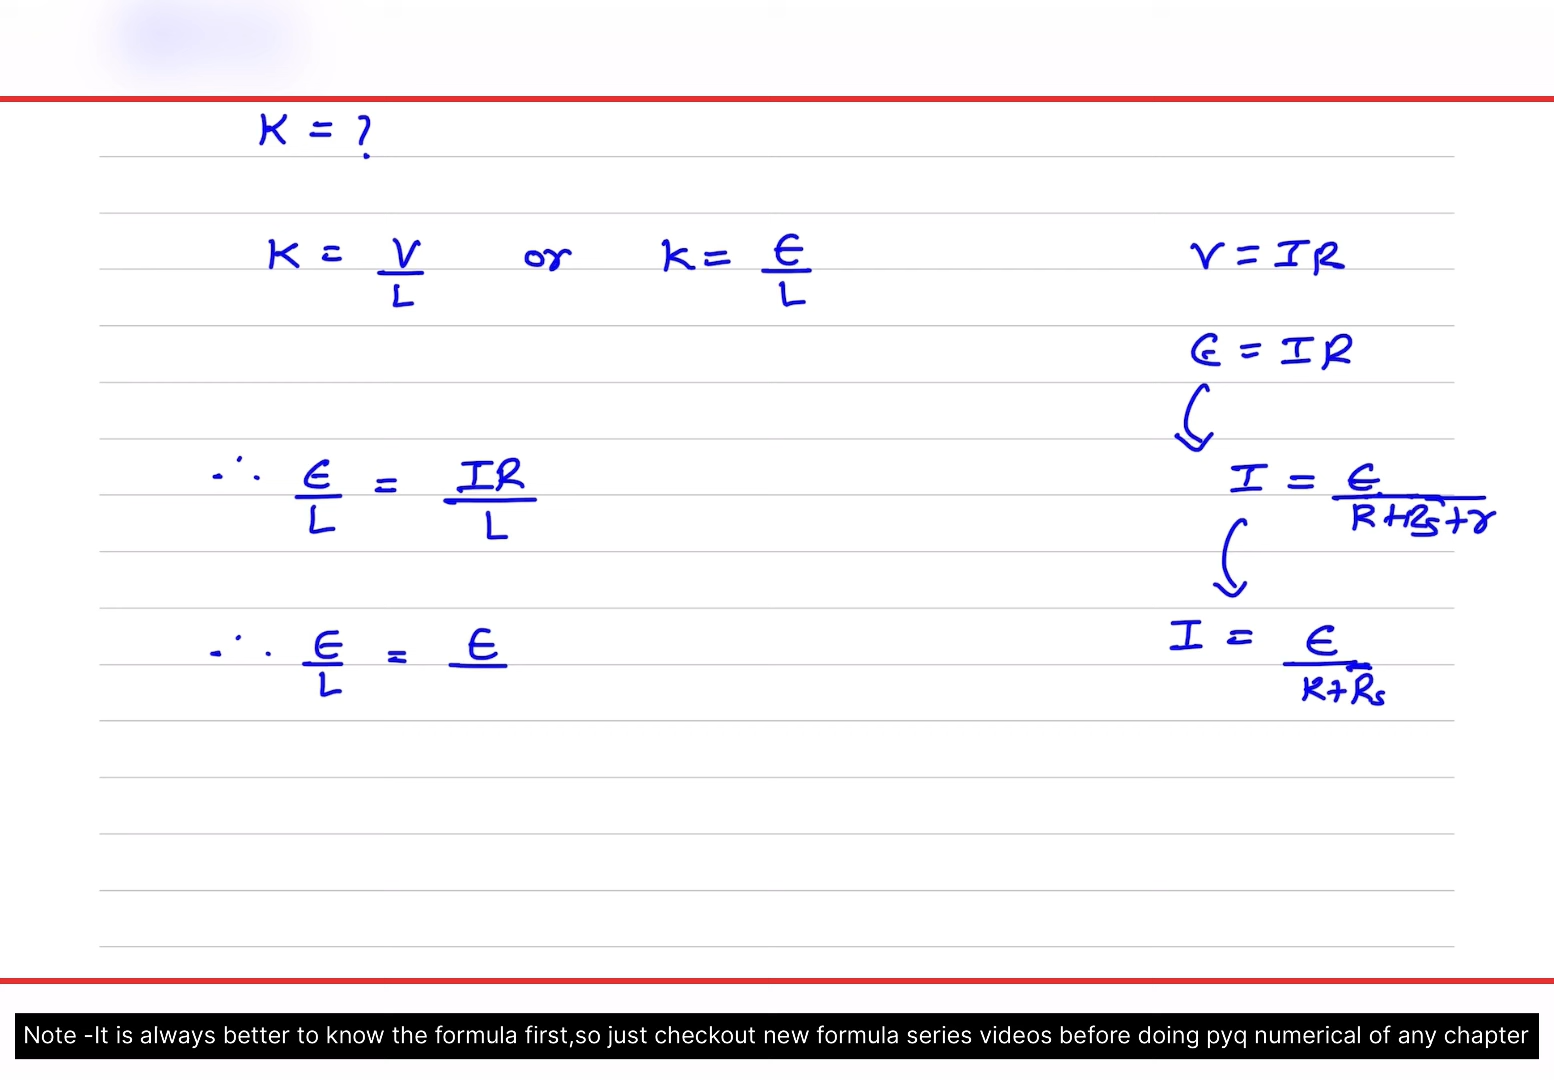 K = ?
K = V/L or K = ϵ/L
V = IR
ϵ = IR
∴ ϵ/L = IR/L
I = ϵ/R+Rs+r
∴ ϵ/L = ϵ
I = ϵ/R+Rs
Note -It is always better to know the formula first,so just checkout new formula series videos before doing pyq numerical of any chapter